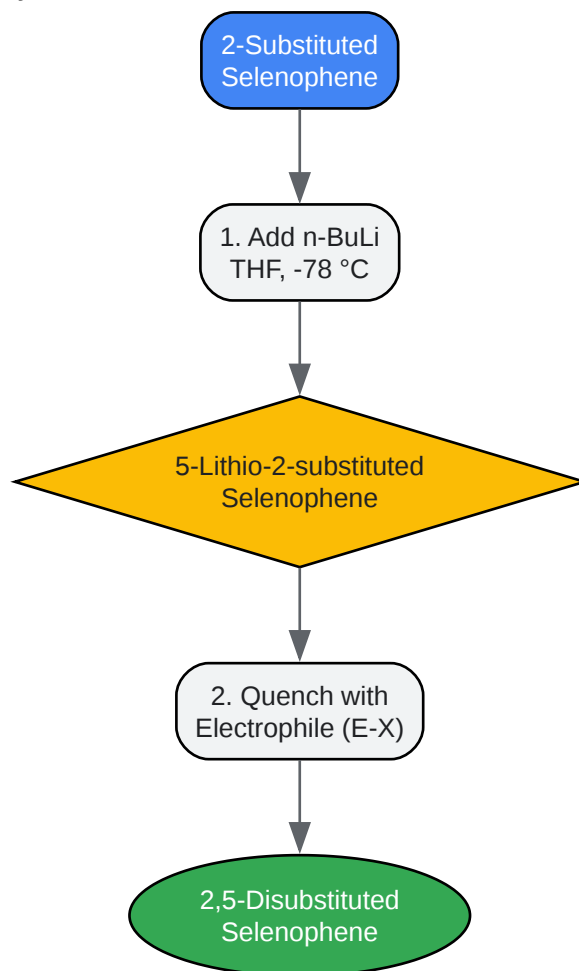 2-Substituted
Selenophene
1. Add n-BuLi
THF, -78 °C
5-Lithio-2-substituted
Selenophene
2. Quench with
Electrophile (E-X)
2,5-Disubstituted
Selenophene